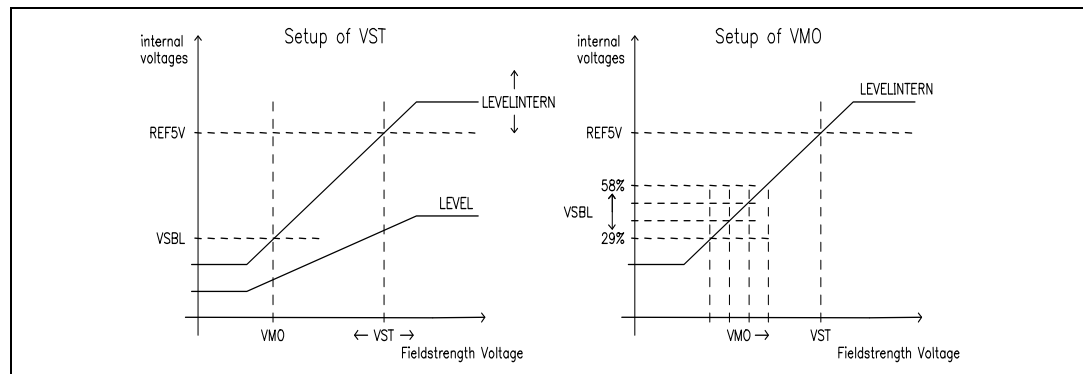 Setup of VST
internal
voltages
LEVELINTERN
REF5V
LEVEL
VSBL
VMO
← VST →
Fieldstrength Voltage
Setup of VMO
internal
voltages
LEVELINTERN
REF5V
58%
VSBL
29%
VMO →
VST
Fieldstrength Voltage